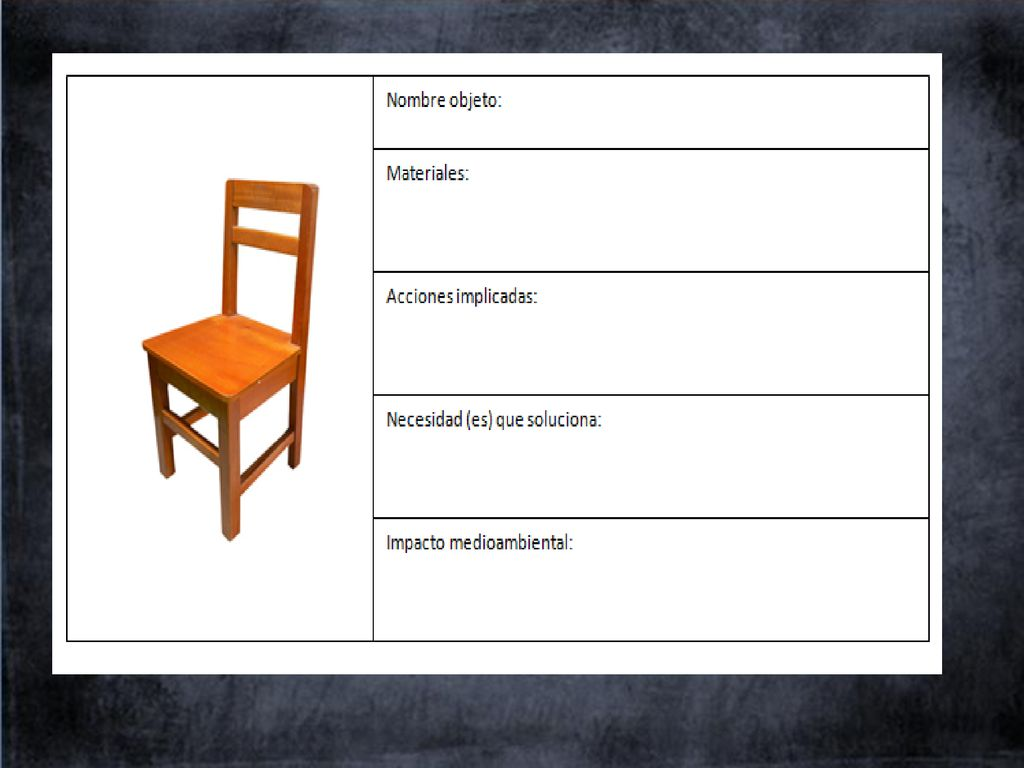 Nombre objeto:
Materiales:
Acciones implicadas:
Necesidad (es) que soluciona:
Impacto medioambiental: